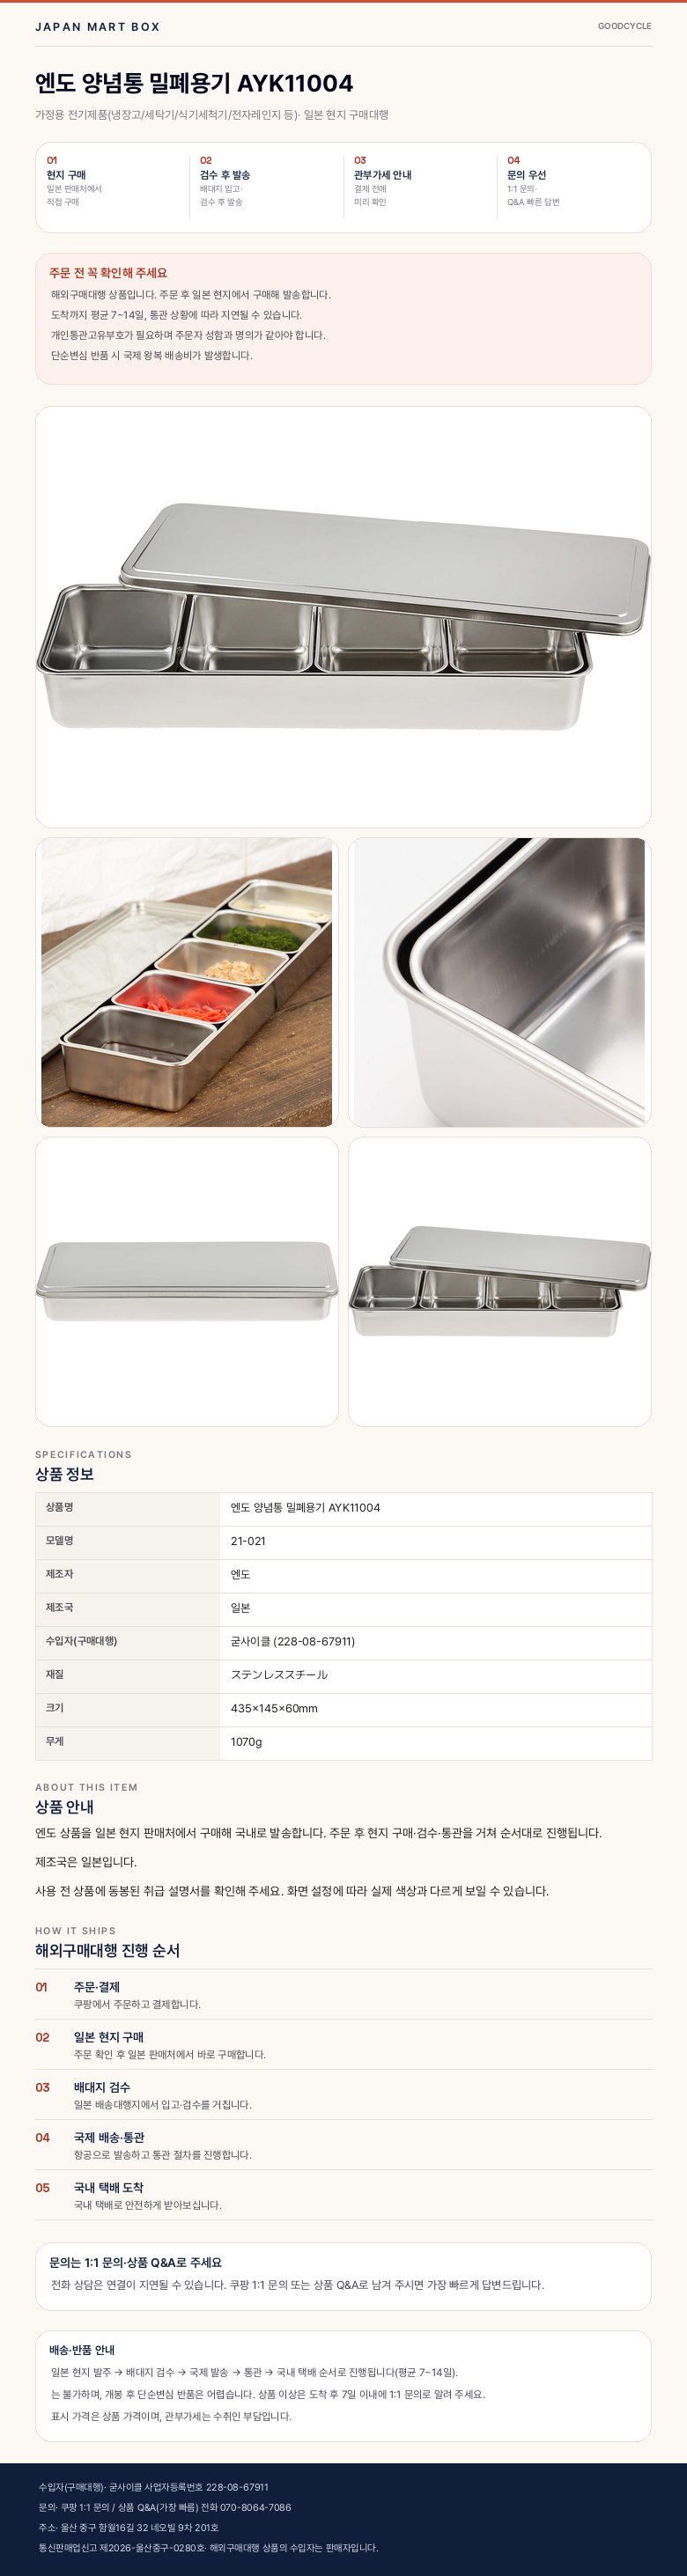 JAPAN MART BOX
GOODCYCLE
엔도 양념통 밀폐용기 AYK11004
가정용 전기제품(냉장고/세탁기/식기세척기/전자레인지 등)· 일본 현지 구매대행
01
현지 구매
일본 판매처에서
직접 구매
02
검수 후 발송
배대지 입고·
검수 후 발송
03
관부가세 안내
결제 전에
미리 확인
04
문의 우선
1:1 문의·
Q&A 빠른 답변
주문 전 꼭 확인해 주세요
해외구매대행 상품입니다. 주문 후 일본 현지에서 구매해 발송합니다.
도착까지 평균 7~14일, 통관 상황에 따라 지연될 수 있습니다.
개인통관고유부호가 필요하며 주문자 성함과 명의가 같아야 합니다.
단순변심 반품 시 국제 왕복 배송비가 발생합니다.
SPECIFICATIONS
상품 정보
상품명 엔도 양념통 밀폐용기 AYK11004
모델명 21-021
제조자 엔도
제조국 일본
수입자(구매대행) 굳사이클 (228-08-67911)
재질 ステンレススチール
크기 435×145×60mm
무게 1070g
ABOUT THIS ITEM
상품 안내
엔도 상품을 일본 현지 판매처에서 구매해 국내로 발송합니다. 주문 후 현지 구매·검수·통관을 거쳐 순서대로 진행됩니다.
제조국은 일본입니다.
사용 전 상품에 동봉된 취급 설명서를 확인해 주세요. 화면 설정에 따라 실제 색상과 다르게 보일 수 있습니다.
HOW IT SHIPS
해외구매대행 진행 순서
01 주문·결제
쿠팡에서 주문하고 결제합니다.
02 일본 현지 구매
주문 확인 후 일본 판매처에서 바로 구매합니다.
03 배대지 검수
일본 배송대행지에서 입고·검수를 거칩니다.
04 국제 배송·통관
항공으로 발송하고 통관 절차를 진행합니다.
05 국내 택배 도착
국내 택배로 안전하게 받아보십니다.
문의는 1:1 문의·상품 Q&A로 주세요
전화 상담은 연결이 지연될 수 있습니다. 쿠팡 1:1 문의 또는 상품 Q&A로 남겨 주시면 가장 빠르게 답변드립니다.
배송·반품 안내
일본 현지 발주 → 배대지 검수 → 국제 발송 → 통관 → 국내 택배 순서로 진행됩니다(평균 7~14일).
는 불가하며, 개봉 후 단순변심 반품은 어렵습니다. 상품 이상은 도착 후 7일 이내에 1:1 문의로 알려 주세요.
표시 가격은 상품 가격이며, 관부가세는 수취인 부담입니다.
수입자(구매대행)· 굳사이클 사업자등록번호 228-08-67911
문의· 쿠팡 1:1 문의 / 상품 Q&A(가장 빠름) 전화 070-8064-7086
주소· 울산 중구 함월16길 32 네오빌 9차 201호
통신판매업신고 제2026-울산중구-0280호· 해외구매대행 상품의 수입자는 판매자입니다.